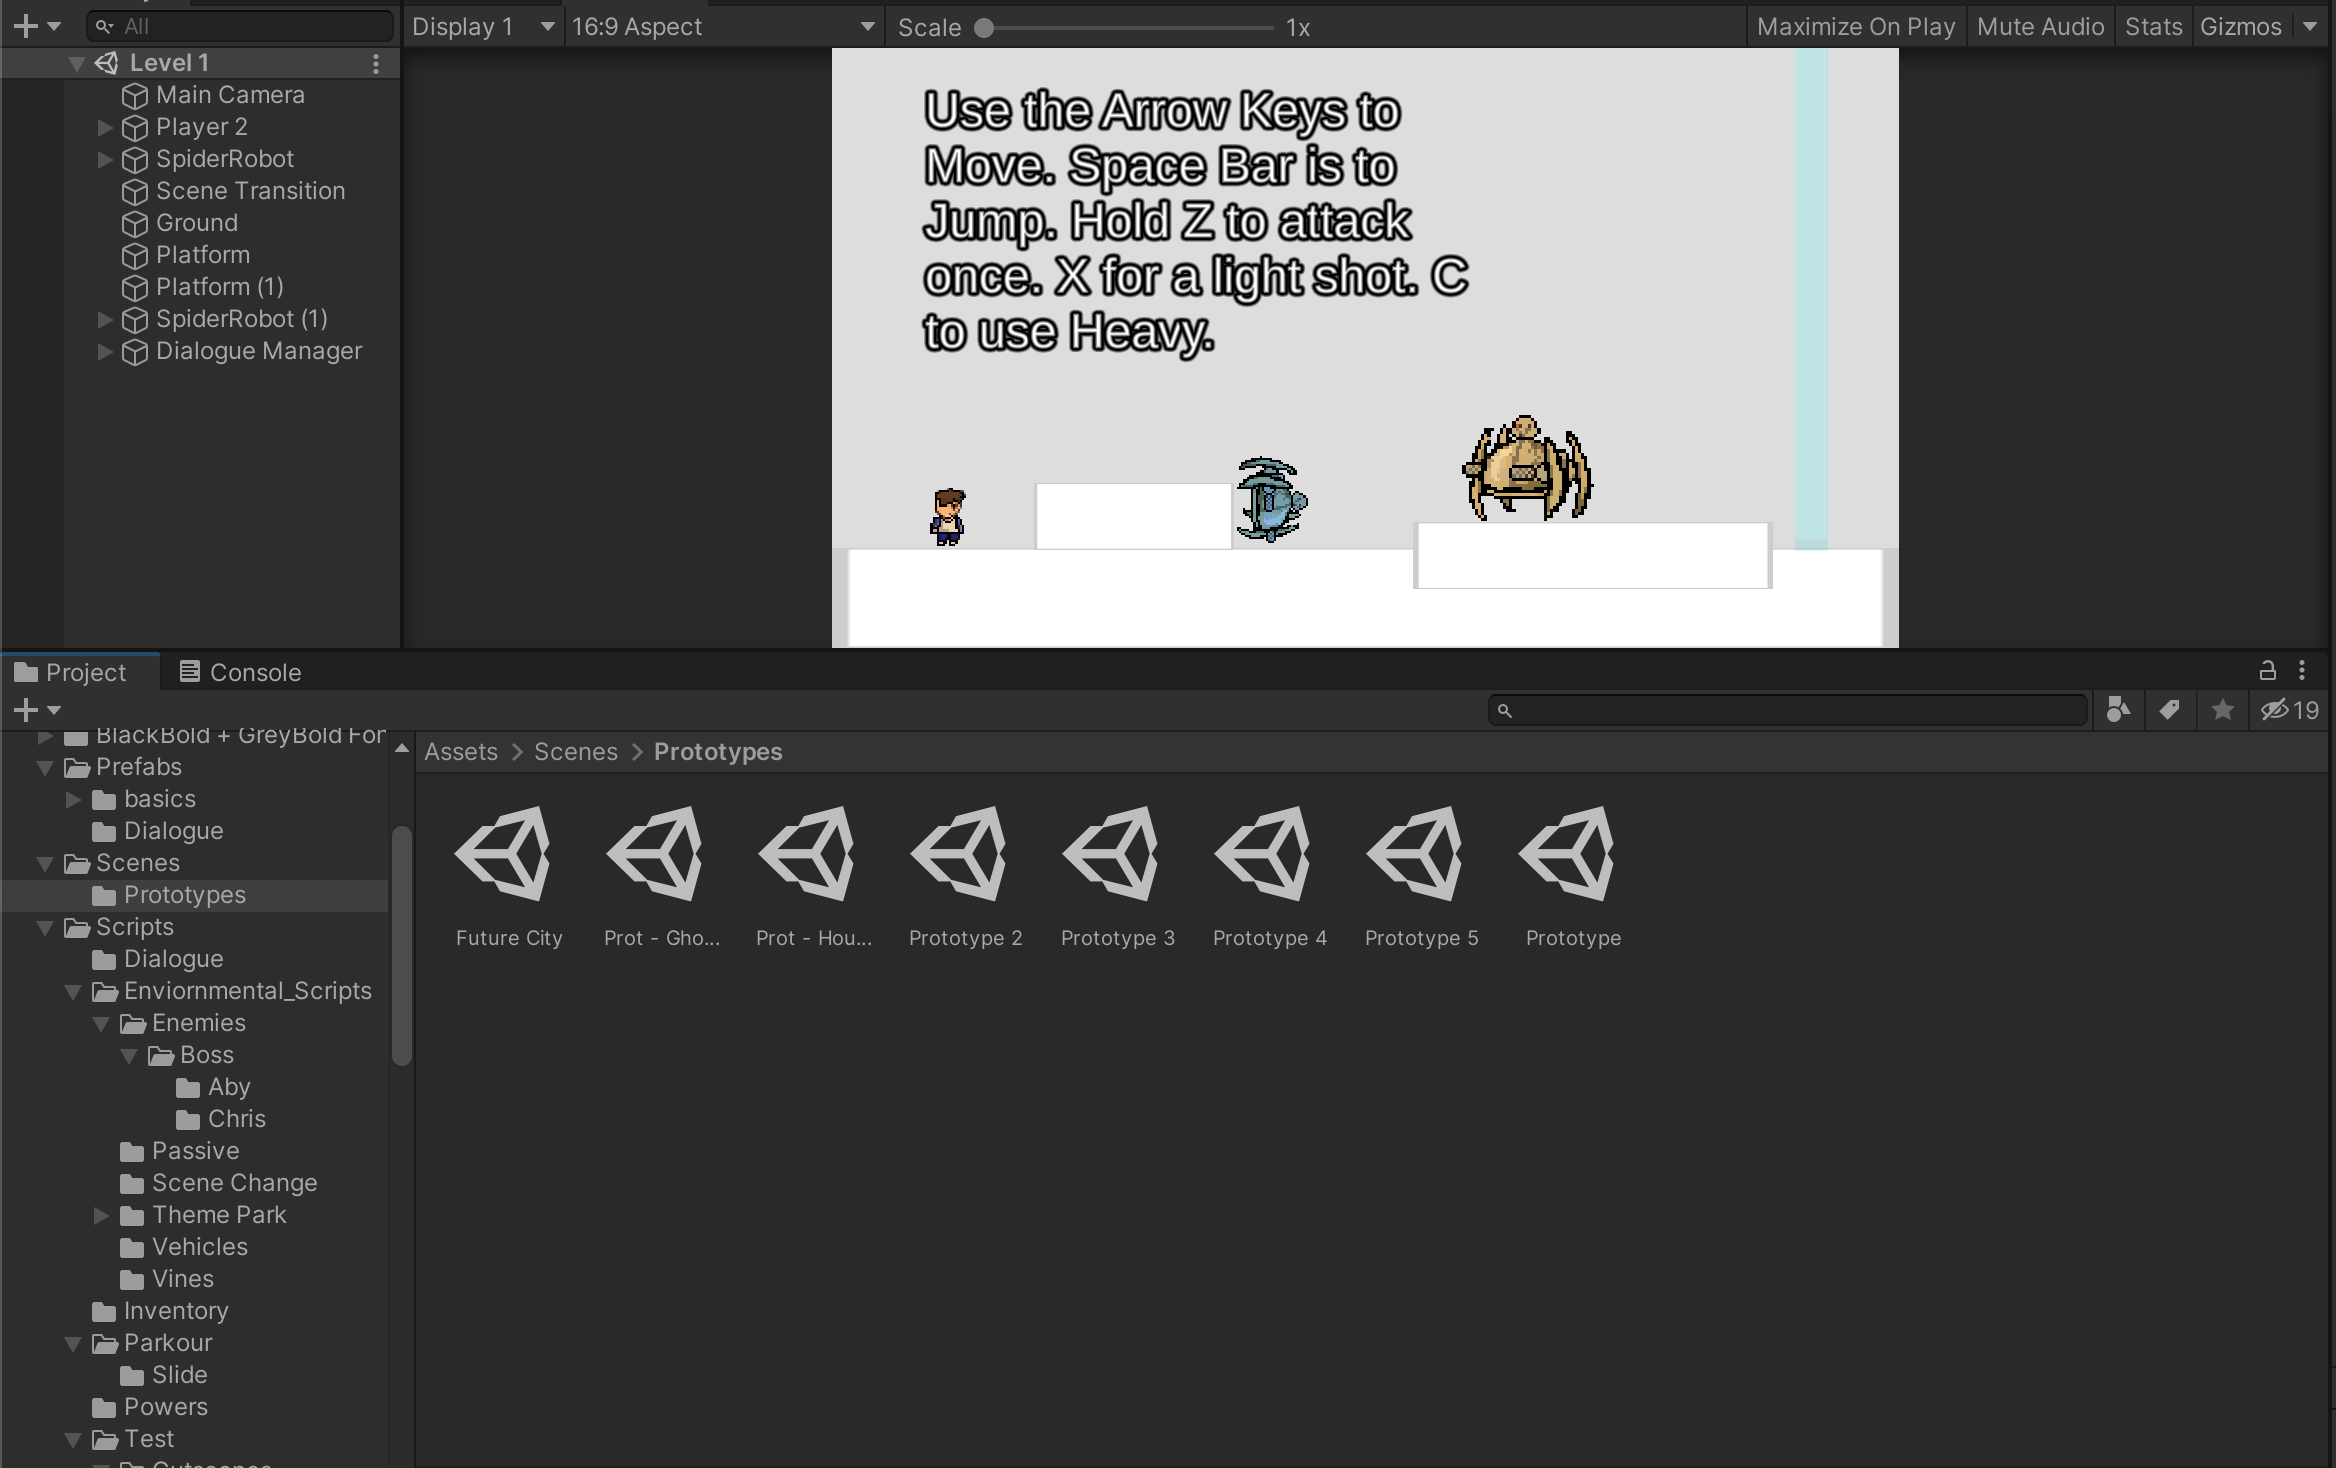 All
Display 1
16:9 Aspect
Scale
1x
Maximize On Play
Mute Audio
Stats
Gizmos
Level 1
Main Camera
Player 2
SpiderRobot
Scene Transition
Ground
Platform
Platform (1)
SpiderRobot (1)
Dialogue Manager
Use the Arrow Keys to
Move. Space Bar is to
Jump. Hold Z to attack
once. X for a light shot. C
to use Heavy.
Project
Console
19
BlackBold + GreyBold For
Prefabs
basics
Dialogue
Scenes
Prototypes
Scripts
Dialogue
Enviornmental_Scripts
Enemies
Boss
Aby
Chris
Passive
Scene Change
Theme Park
Vehicles
Vines
Inventory
Parkour
Slide
Powers
Test
Assets > Scenes > Prototypes
Future City
Prot - Gho...
Prot - Hou...
Prototype 2
Prototype 3
Prototype 4
Prototype 5
Prototype